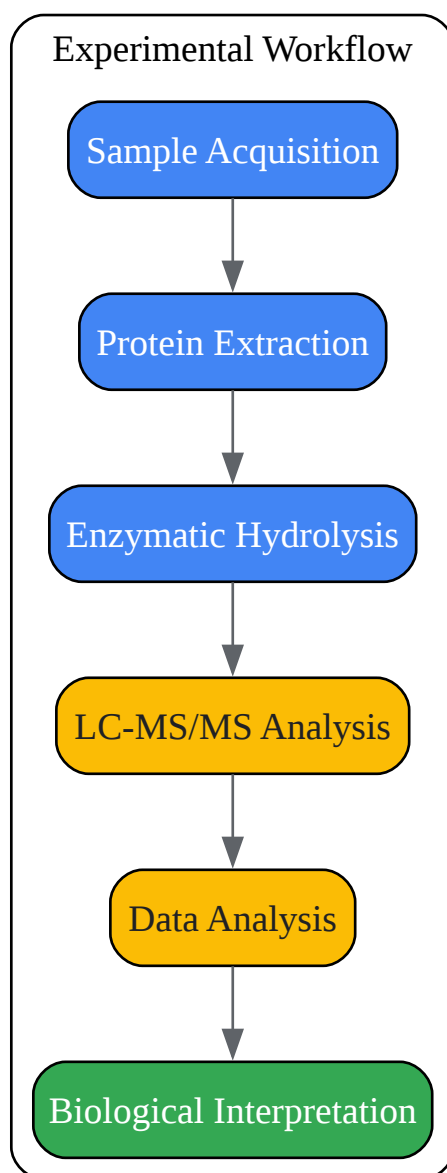 Experimental Workflow
Sample Acquisition
Protein Extraction
Enzymatic Hydrolysis
LC-MS/MS Analysis
Data Analysis
Biological Interpretation